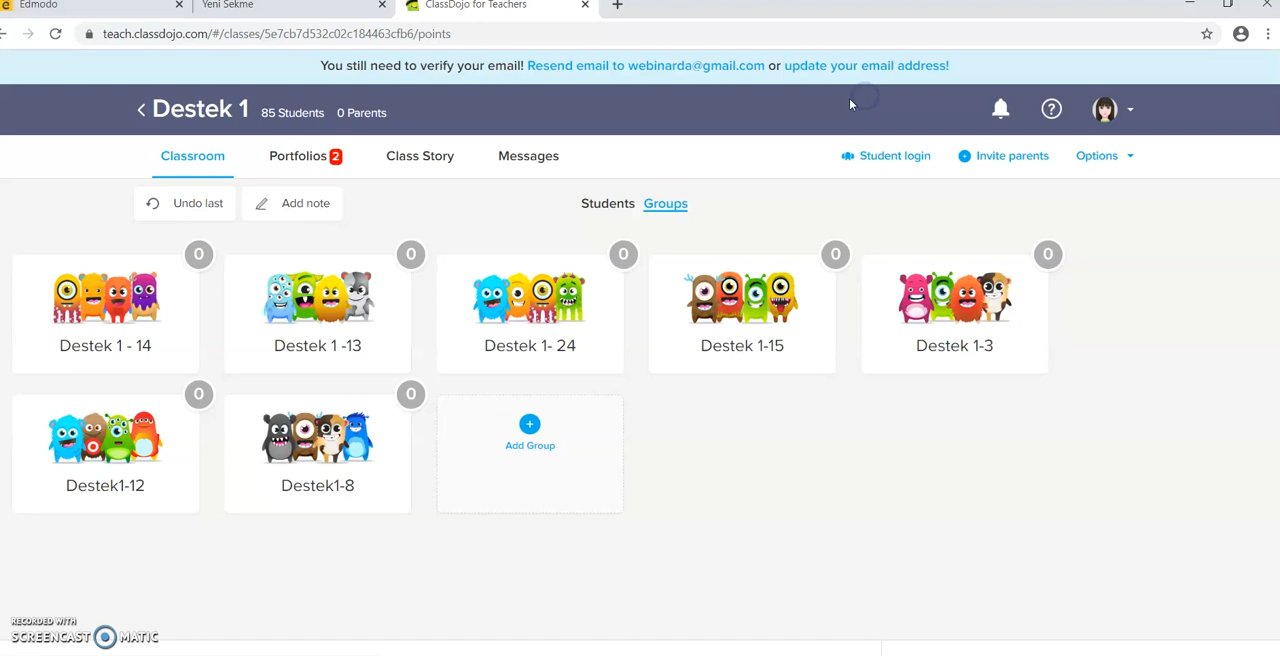 Edmodo
Yeni Sekme
ClassDojo for Teachers
teach.classdojo.com/#/classes/5e7cb7d532c02c184463cfb6/points
You still need to verify your email! Resend email to webinarda@gmail.com or update your email address!
Destek 1 85 Students 0 Parents
Classroom Portfolios 2 Class Story Messages Student login Invite parents Options
Undo last Add note Students Groups
0 0 0 0 0
Destek 1 - 14 Destek 1 -13 Destek 1- 24 Destek 1-15 Destek 1-3
0 0
Add Group
Destek1-12 Destek1-8
RECORDED WITH
SCREENCAST MATIC